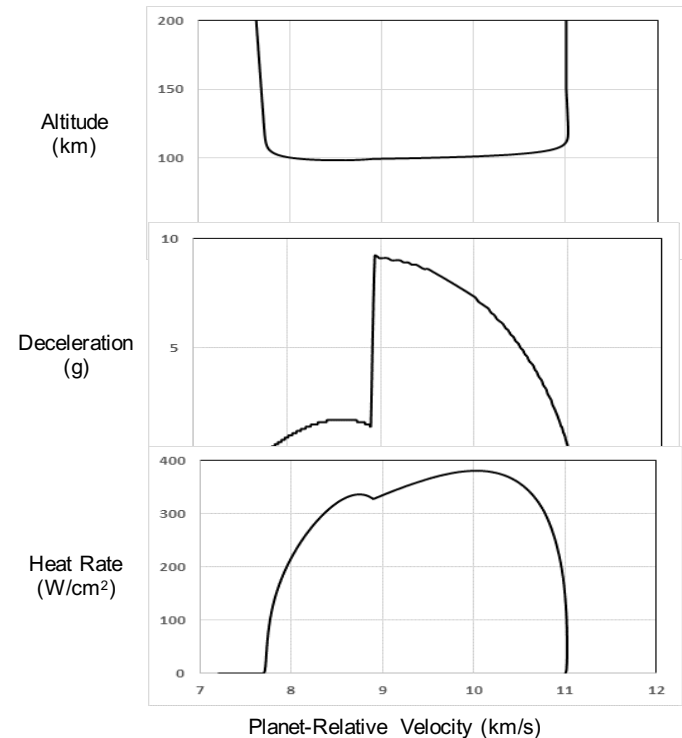 200
150
100
Altitude
(km)
10
5
Deceleration
(g)
400
300
200
100
0
Heat Rate
(W/cm²)
7 8 9 10 11 12
Planet-Relative Velocity (km/s)